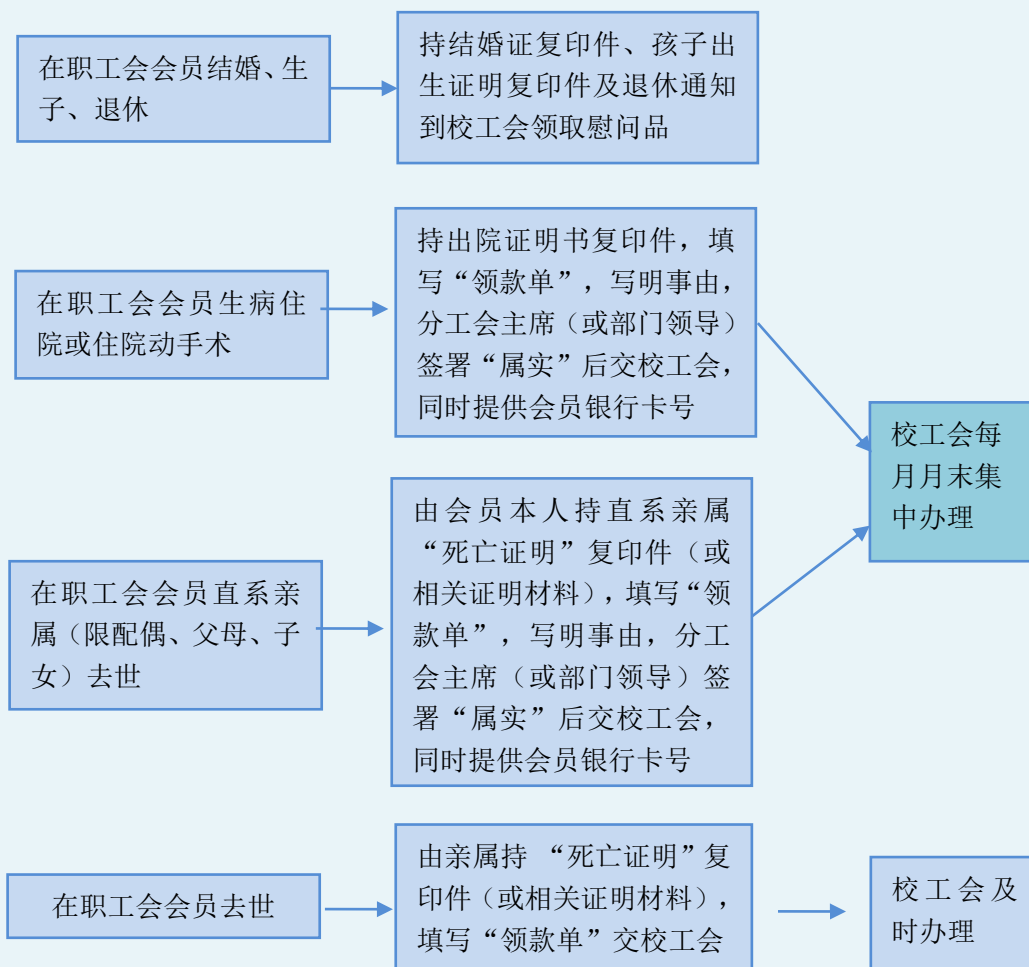 在职工会会员结婚、生
子、退休
持结婚证复印件、孩子出
生证明复印件及退休通知
到校工会领取慰问品
在职工会会员生病住
院或住院动手术
持出院证明书复印件，填
写“领款单”，写明事由，
分工会主席（或部门领导）
签署“属实”后交校工会，
同时提供会员银行卡号
在职工会会员直系亲
属（限配偶、父母、子
女）去世
由会员本人持直系亲属
“死亡证明”复印件（或
相关证明材料），填写“领
款单”，写明事由，分工
会主席（或部门领导）签
署“属实”后交校工会，
同时提供会员银行卡号
校工会每
月月末集
中办理
在职工会会员去世
由亲属持 “死亡证明”复
印件（或相关证明材料），
填写“领款单”交校工会
校工会及
时办理